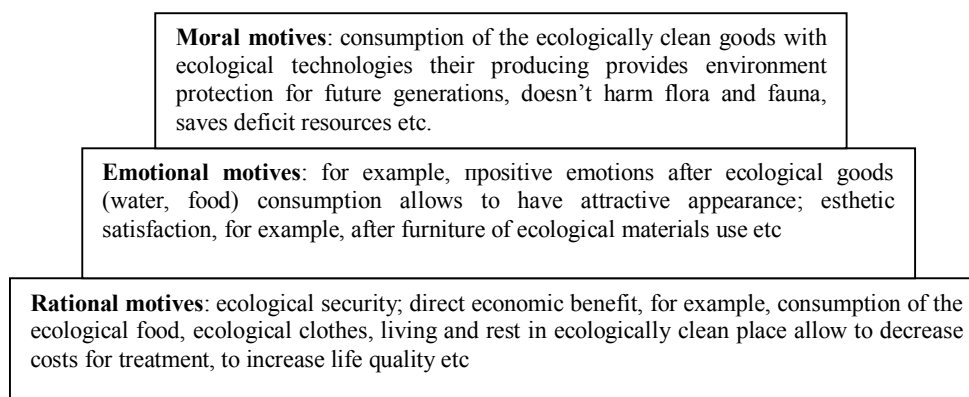 Moral motives: consumption of the ecologically clean goods with
ecological technologies their producing provides environment
protection for future generations, doesn’t harm flora and fauna,
saves deficit resources etc.
Emotional motives: for example, пpositive emotions after ecological goods
(water, food) consumption allows to have attractive appearance; esthetic
satisfaction, for example, after furniture of ecological materials use etc
Rational motives: ecological security; direct economic benefit, for example, consumption of the
ecological food, ecological clothes, living and rest in ecologically clean place allow to decrease
costs for treatment, to increase life quality etc